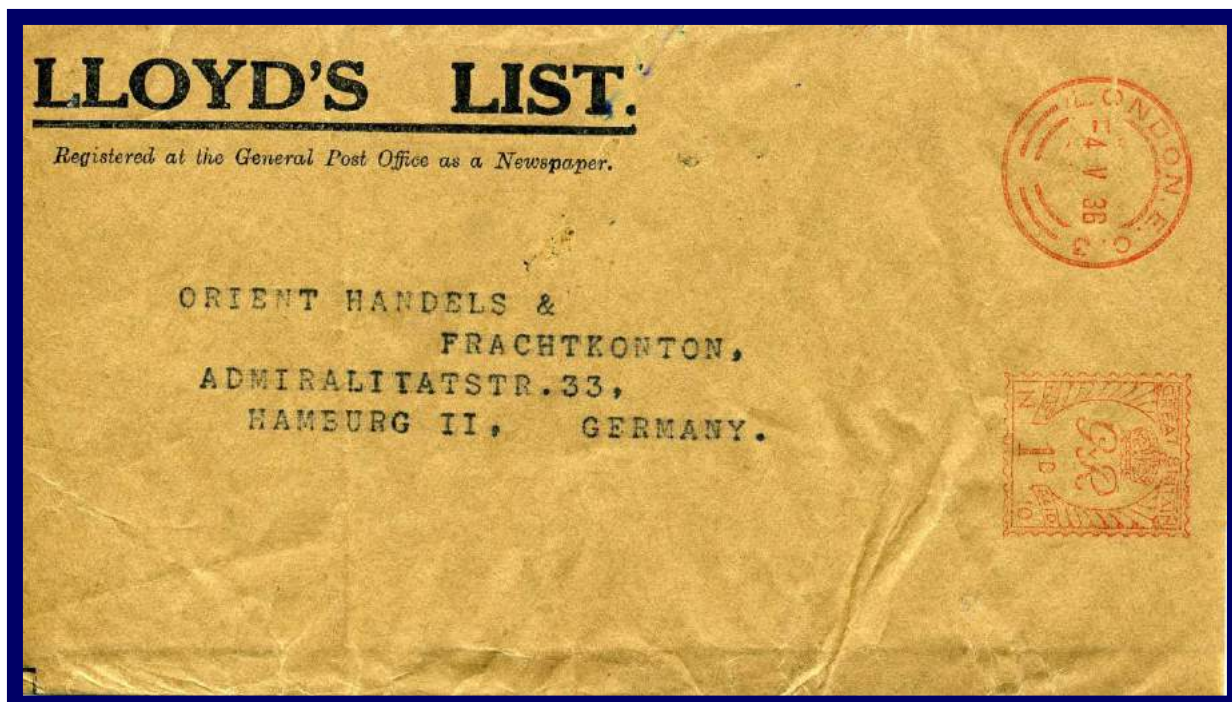 LLOYD'S LIST.
Registered at the General Post Office as a Newspaper.
ORIENT HANDELS &
FRACHTKONTON,
ADMIRALITATSTR.33,
HAMBURG II, GERMANY.
LONDON. E.C. 3
4 V 36
GREAT BRITAIN
1D